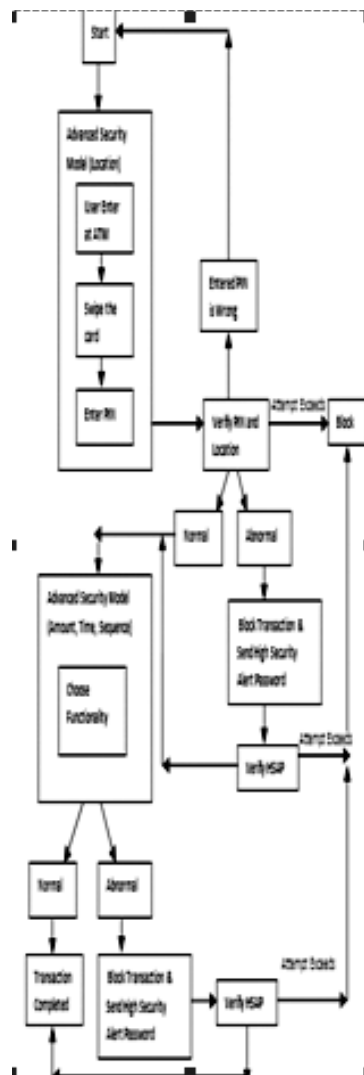 Start
Advanced Security
Model (Location)
User Enter
at ATM
Swipe the
card
Enter PIN
Entered PIN
is Wrong
Verify PIN and
Location
Attempt Exceeds
Block
Normal
Abnormal
Advanced Security Model
(Amount, Time, Sequence)
Choose
Functionality
Block Transaction &
Send High Security
Alert Password
Verify HSAP
Attempt Exceeds
Normal
Abnormal
Transaction
Completed
Block Transaction &
Send High Security
Alert Password
Verify HSAP
Attempt Exceeds